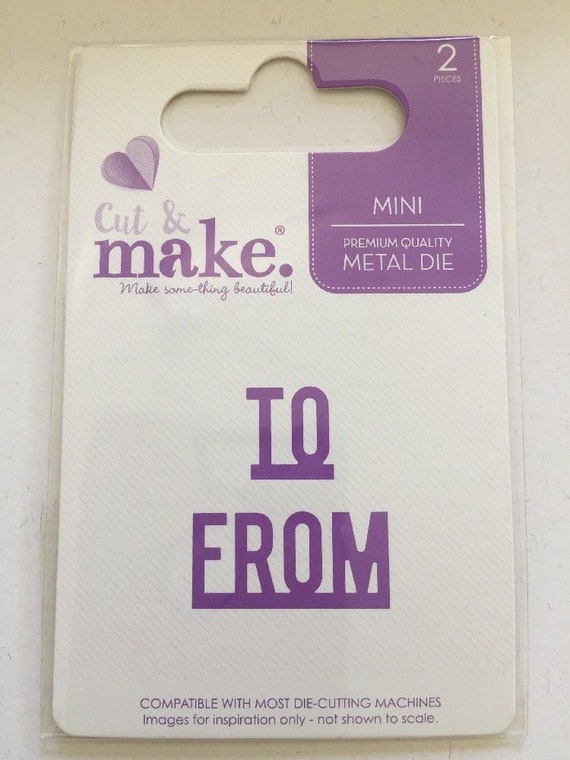 2
PIECES
MINI
PREMIUM QUALITY
METAL DIE
Cut &
make.®
Make some-thing beautiful!
TO
FROM
COMPATIBLE WITH MOST DIE-CUTTING MACHINES
Images for inspiration only - not shown to scale.